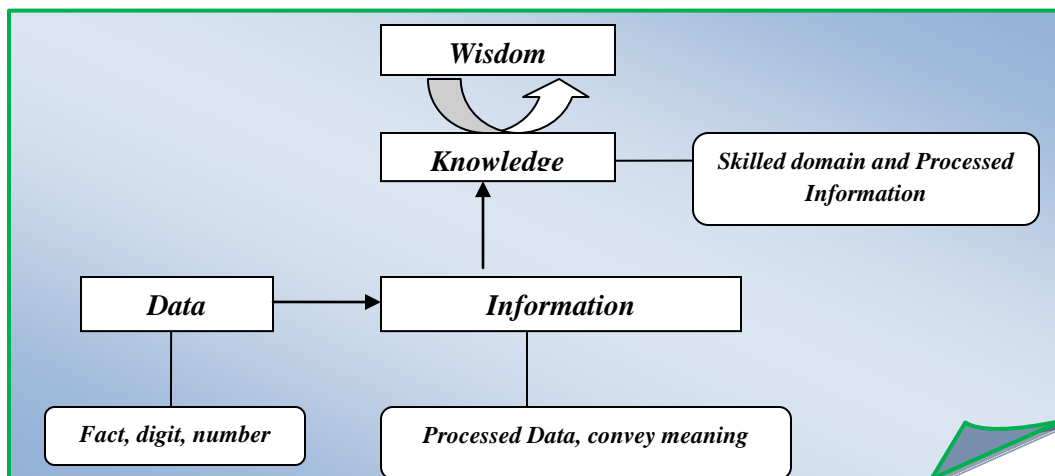 Wisdom
Knowledge
Skilled domain and Processed
Information
Data
Information
Fact, digit, number
Processed Data, convey meaning